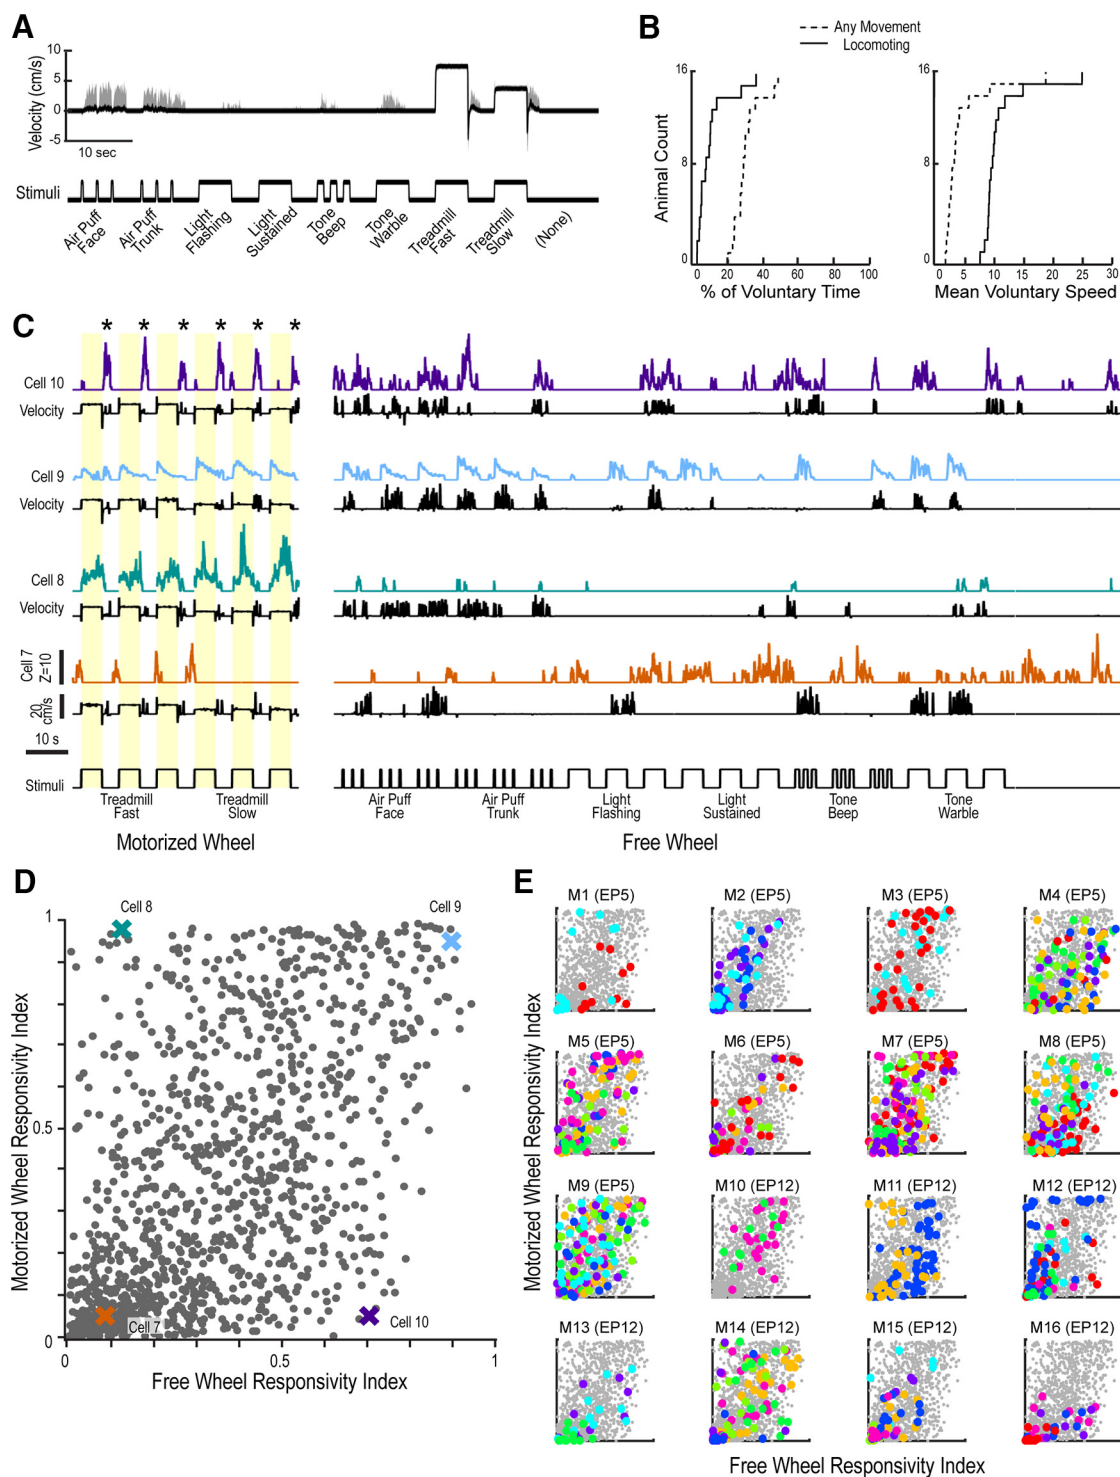 A
Velocity (cm/s)
10
5
0
-5
10 sec
Stimuli
Air Puff
Face
Air Puff
Trunk
Light
Flashing
Light
Sustained
Tone
Beep
Tone
Warble
Treadmill
Fast
Treadmill
Slow
(None)
B
Any Movement
Locomoting
Animal Count
16
8
0
0 20 40 60 80 100
% of Voluntary Time
16
8
0
0 5 10 15 20 25 30
Mean Voluntary Speed
C
* * * * * *
Cell 10
Velocity
Cell 9
Velocity
Cell 8
Velocity
Cell 7
Z=10
20
cm/s
10 s
Stimuli
Treadmill
Fast
Treadmill
Slow
Air Puff
Face
Air Puff
Trunk
Light
Flashing
Light
Sustained
Tone
Beep
Tone
Warble
Motorized Wheel
Free Wheel
D
Motorized Wheel Responsivity Index
1
0.5
0
Cell 8
Cell 9
Cell 7
Cell 10
0 0.5 1
Free Wheel Responsivity Index
E
Motorized Wheel Responsivity Index
M1 (EP5) M2 (EP5) M3 (EP5) M4 (EP5)
M5 (EP5) M6 (EP5) M7 (EP5) M8 (EP5)
M9 (EP5) M10 (EP12) M11 (EP12) M12 (EP12)
M13 (EP12) M14 (EP12) M15 (EP12) M16 (EP12)
Free Wheel Responsivity Index